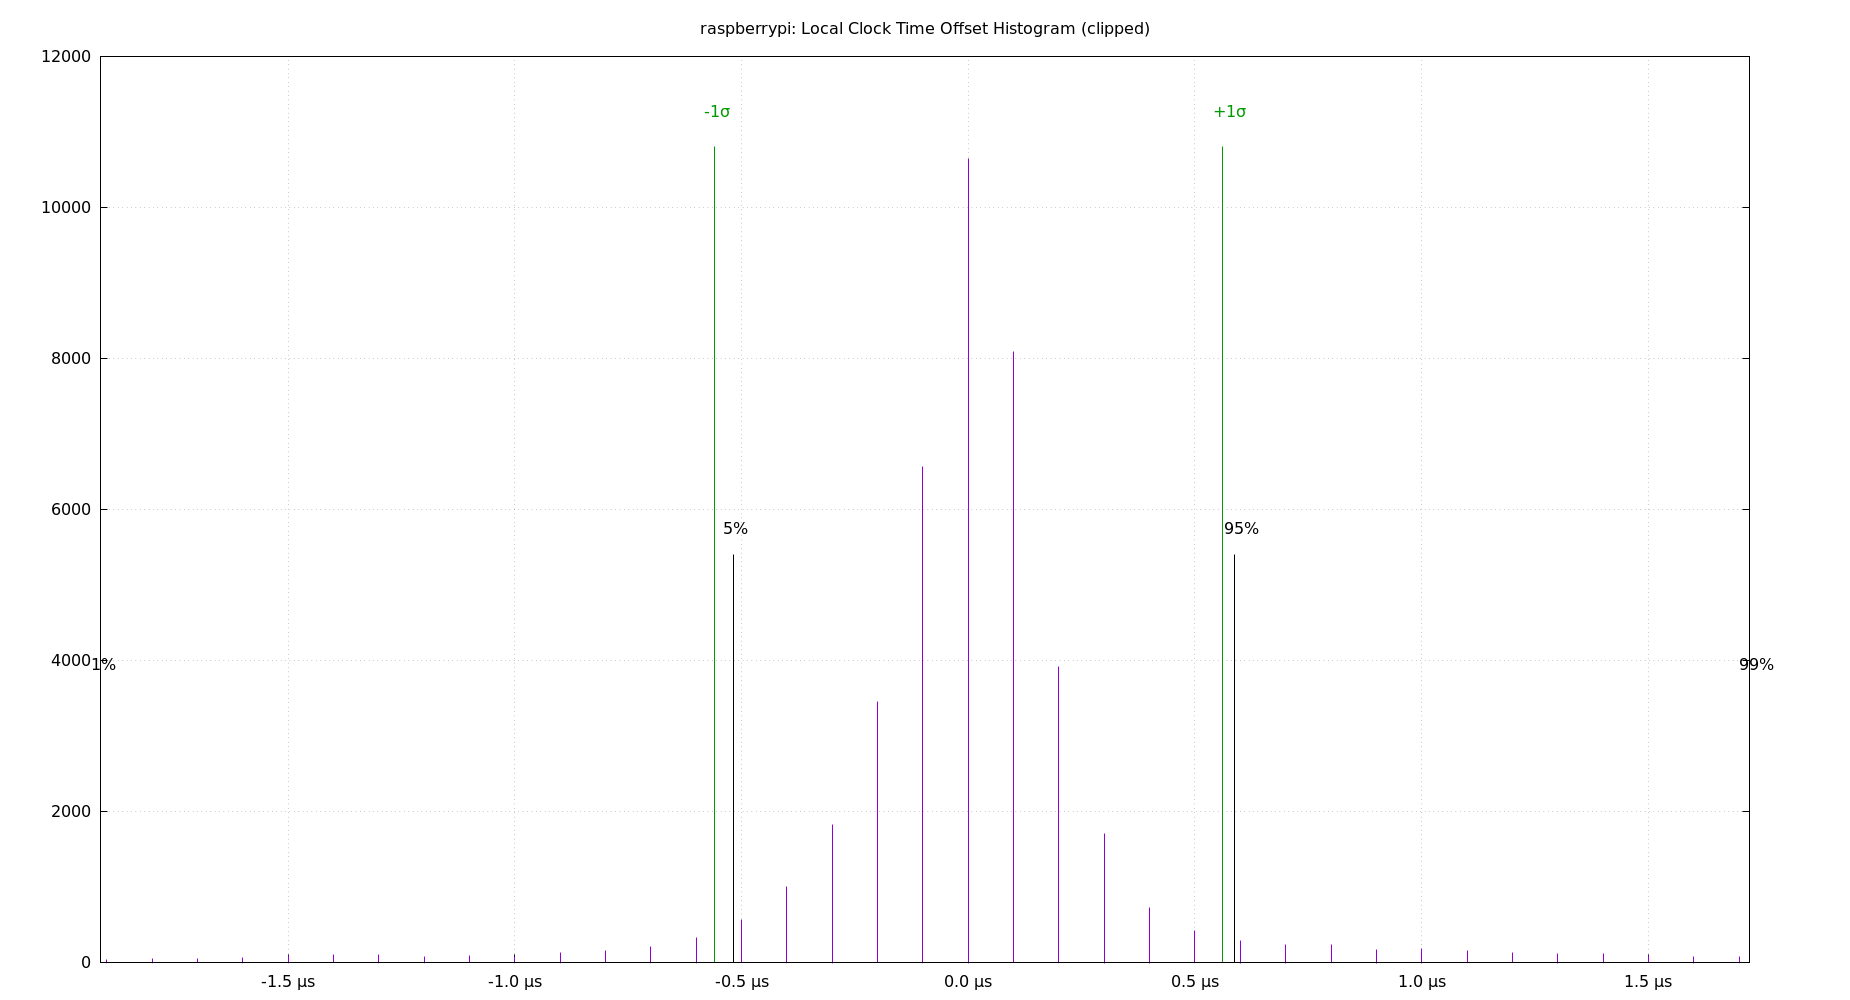 raspberrypi: Local Clock Time Offset Histogram (clipped)
12000
-1σ +1σ
10000
8000
6000
5% 95%
4000 1% 99%
2000
0
-1.5 µs -1.0 µs -0.5 µs 0.0 µs 0.5 µs 1.0 µs 1.5 µs